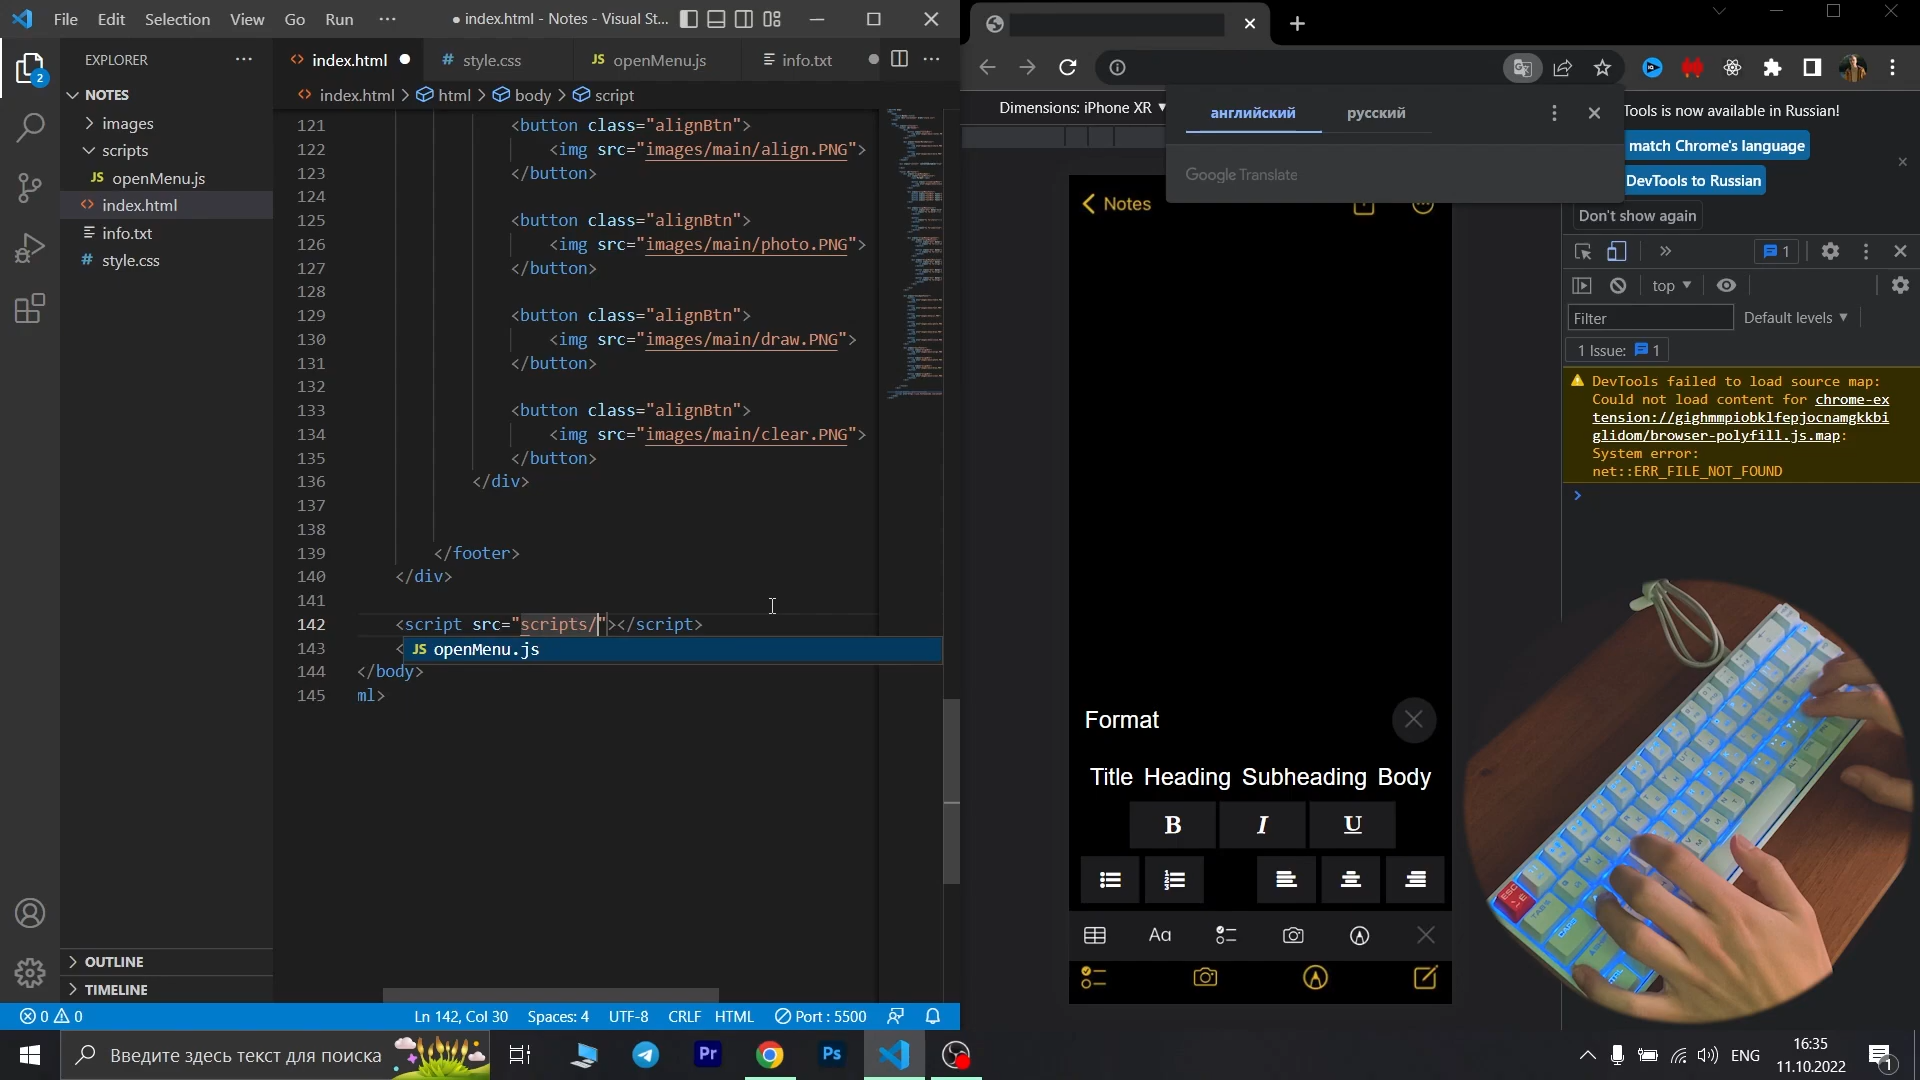 File Edit Selection View Go Run ···
● index.html - Notes - Visual St...
EXPLORER ···
NOTES
images
scripts
JS openMenu.js
<> index.html
info.txt
# style.css
OUTLINE
TIMELINE
2
<> index.html ●
# style.css
JS openMenu.js
info.txt
<> index.html > html > body > script
121 <button class="alignBtn">
122 <img src="images/main/align.PNG">
123 </button>
124
125 <button class="alignBtn">
126 <img src="images/main/photo.PNG">
127 </button>
128
129 <button class="alignBtn">
130 <img src="images/main/draw.PNG">
131 </button>
132
133 <button class="alignBtn">
134 <img src="images/main/clear.PNG">
135 </button>
136 </div>
137
138
139 </footer>
140 </div>
141
142 <script src="scripts/"></script>
143 <
JS openMenu.js
144 </body>
145 ml>
0 0
Ln 142, Col 30 Spaces: 4 UTF-8 CRLF HTML Port : 5500
Dimensions: iPhone XR ▼
английский русский
Google Translate
Tools is now available in Russian!
match Chrome's language
DevTools to Russian
Don't show again
1
top ▼
Filter
Default levels ▼
1 Issue: 1
DevTools failed to load source map:
Could not load content for chrome-ex
tension://gighmmpiobklfepjocnamgkkbi
glidom/browser-polyfill.js.map:
System error:
net::ERR_FILE_NOT_FOUND
>
Notes
Format
Title Heading Subheading Body
B I U
Aa
Введите здесь текст для поиска
Pr
Ps
ENG
16:35
11.10.2022
1
ESC